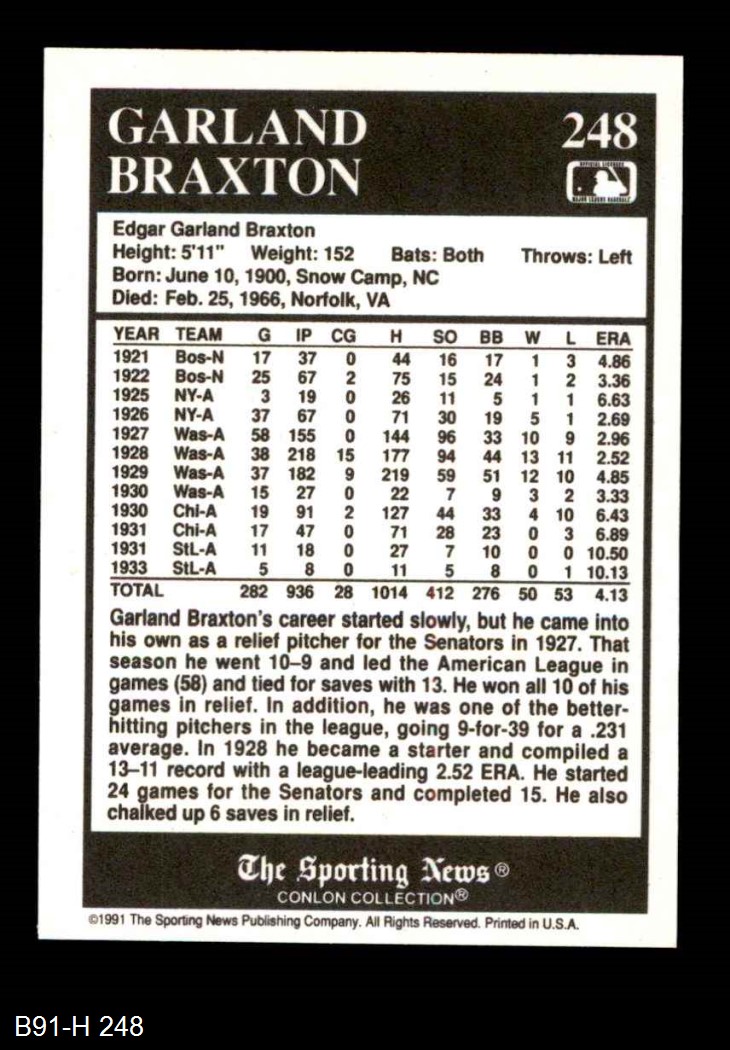 GARLAND
BRAXTON
248
OFFICIAL LICENSEE
MAJOR LEAGUE BASEBALL
Edgar Garland Braxton
Height: 5'11" Weight: 152 Bats: Both Throws: Left
Born: June 10, 1900, Snow Camp, NC
Died: Feb. 25, 1966, Norfolk, VA
YEAR TEAM G IP CG H SO BB W L ERA
1921 Bos-N 17 37 0 44 16 17 1 3 4.86
1922 Bos-N 25 67 2 75 15 24 1 2 3.36
1925 NY-A 3 19 0 26 11 5 1 1 6.63
1926 NY-A 37 67 0 71 30 19 5 1 2.69
1927 Was-A 58 155 0 144 96 33 10 9 2.96
1928 Was-A 38 218 15 177 94 44 13 11 2.52
1929 Was-A 37 182 9 219 59 51 12 10 4.85
1930 Was-A 15 27 0 22 7 9 3 2 3.33
1930 Chi-A 19 91 2 127 44 33 4 10 6.43
1931 Chi-A 17 47 0 71 28 23 0 3 6.89
1931 StL-A 11 18 0 27 7 10 0 0 10.50
1933 StL-A 5 8 0 11 5 8 0 1 10.13
TOTAL 282 936 28 1014 412 276 50 53 4.13
Garland Braxton's career started slowly, but he came into
his own as a relief pitcher for the Senators in 1927. That
season he went 10–9 and led the American League in
games (58) and tied for saves with 13. He won all 10 of his
games in relief. In addition, he was one of the better-
hitting pitchers in the league, going 9-for-39 for a .231
average. In 1928 he became a starter and compiled a
13–11 record with a league-leading 2.52 ERA. He started
24 games for the Senators and completed 15. He also
chalked up 6 saves in relief.
The Sporting News®
CONLON COLLECTION®
©1991 The Sporting News Publishing Company. All Rights Reserved. Printed in U.S.A.
B91-H 248